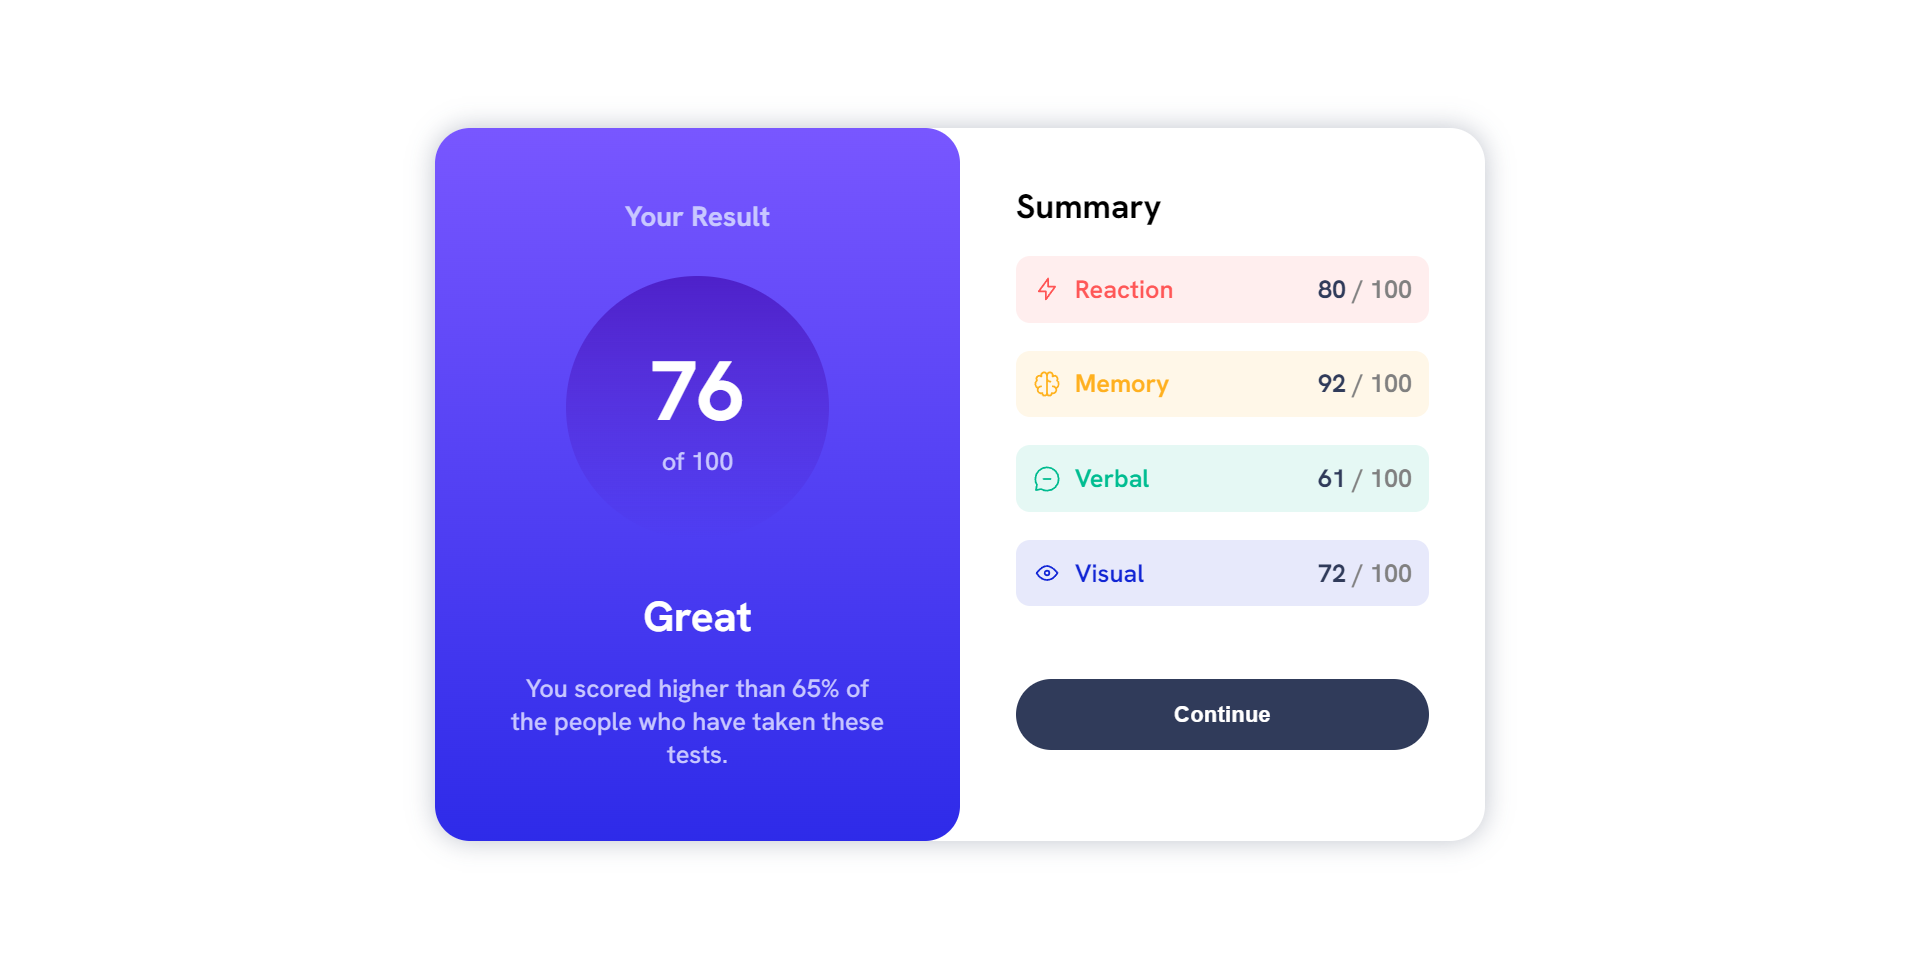 Your Result
76
of 100
Great
You scored higher than 65% of
the people who have taken these
tests.
Summary
Reaction 80 / 100
Memory 92 / 100
Verbal 61 / 100
Visual 72 / 100
Continue